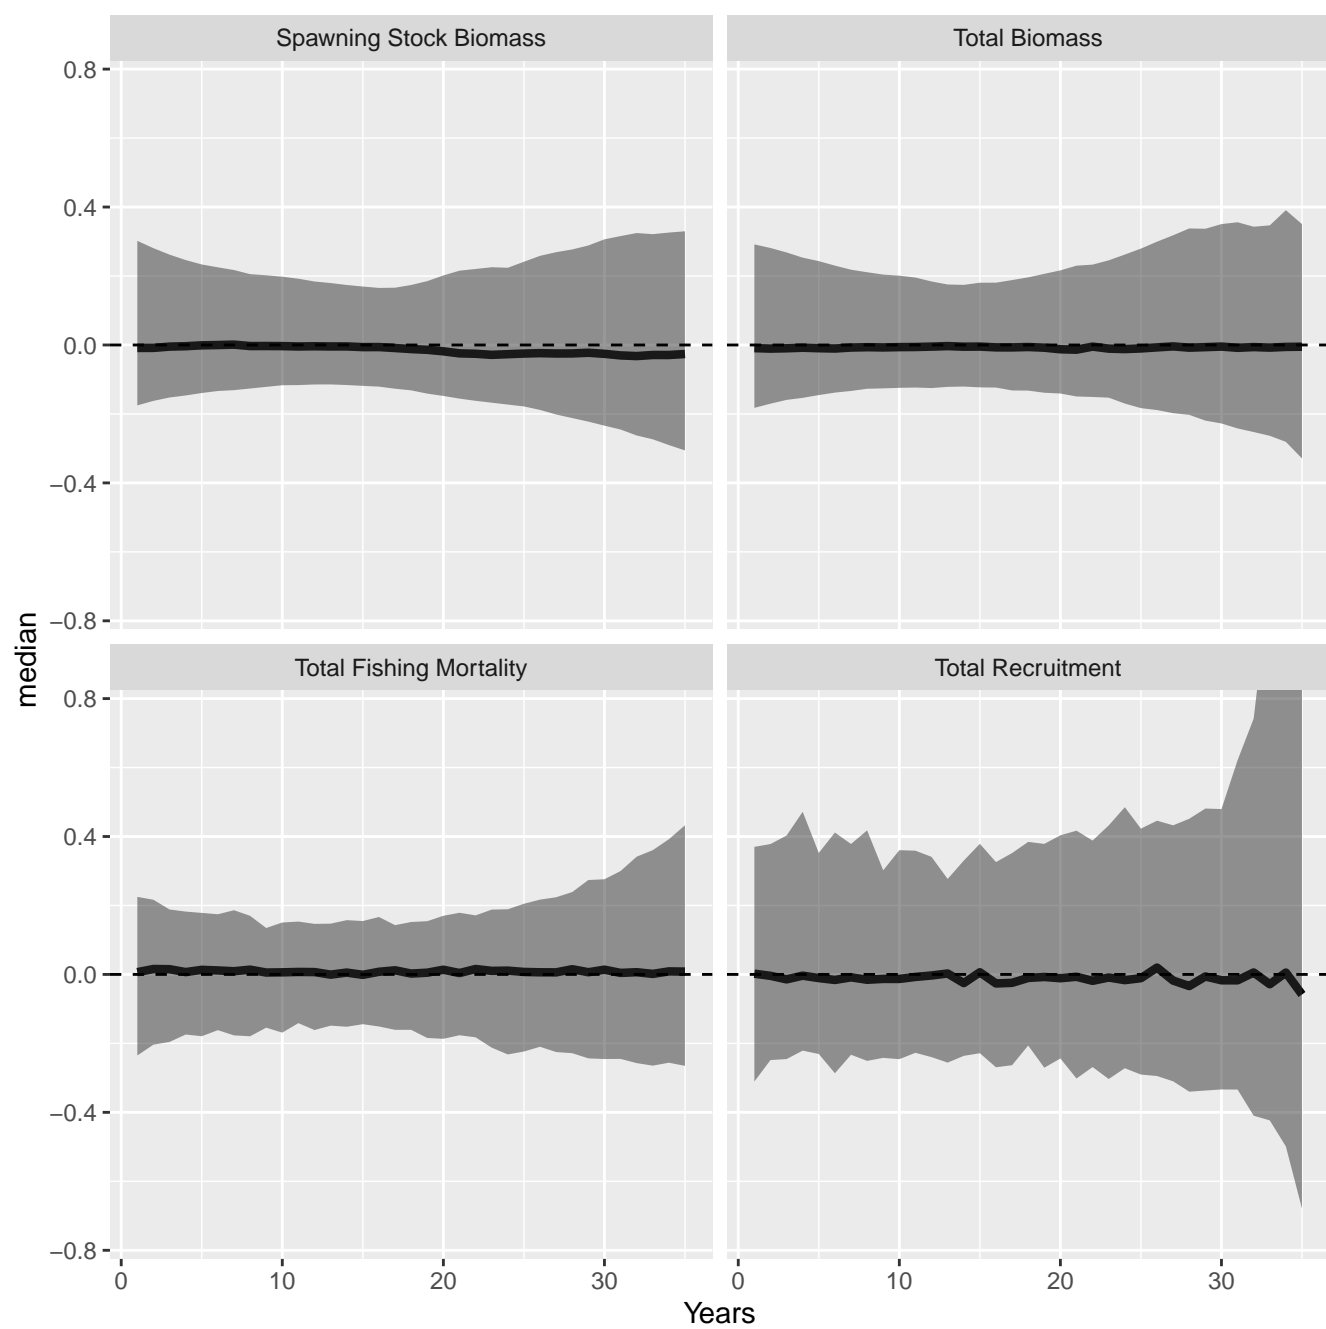 Spawning Stock Biomass
Total Biomass
0.8
0.4
0.0
−0.4
−0.8
Total Fishing Mortality
Total Recruitment
0.8
0.4
0.0
−0.4
−0.8
median
0 10 20 30
0 10 20 30
Years